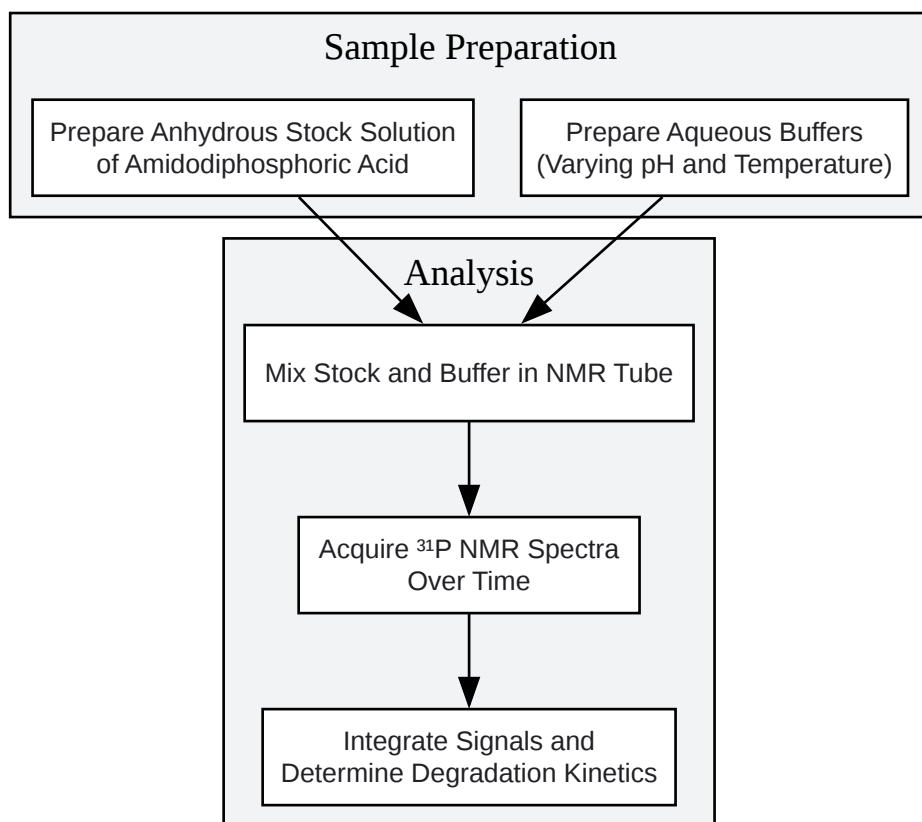 Sample Preparation
Prepare Anhydrous Stock Solution
of Amidodiphosphoric Acid
Prepare Aqueous Buffers
(Varying pH and Temperature)
Analysis
Mix Stock and Buffer in NMR Tube
Acquire ³¹P NMR Spectra
Over Time
Integrate Signals and
Determine Degradation Kinetics